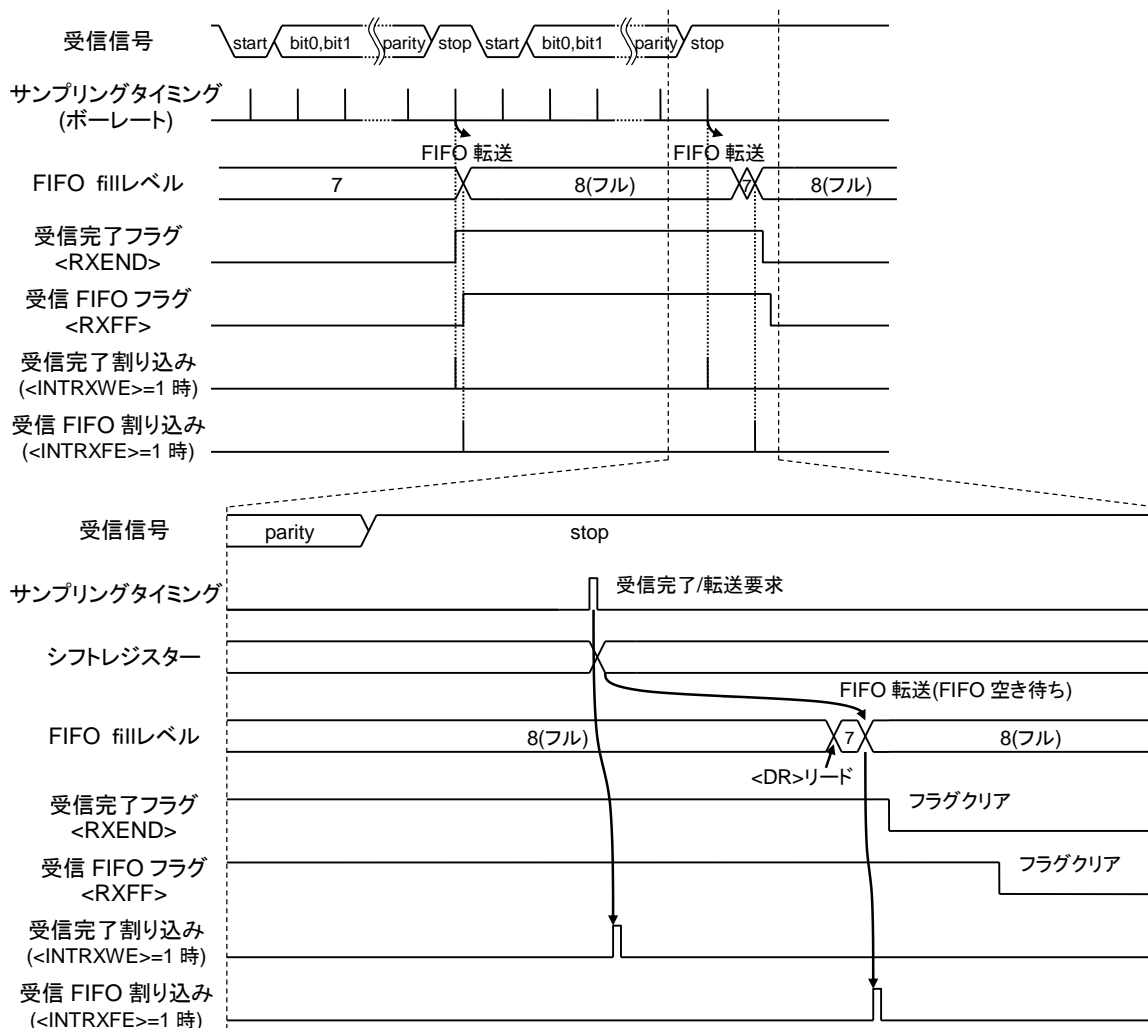 受信信号
start
bit0,bit1
parity
stop
start
bit0,bit1
parity
stop
サンプリングタイミング
(ボーレート)
FIFO 転送
FIFO 転送
FIFO fillレベル
7
8(フル)
7
8(フル)
受信完了フラグ
<RXEND>
受信 FIFO フラグ
<RXFF>
受信完了割り込み
(<INTRXWE>=1 時)
受信 FIFO 割り込み
(<INTRXFE>=1 時)
受信信号
parity
stop
サンプリングタイミング
受信完了/転送要求
シフトレジスター
FIFO 転送(FIFO 空き待ち)
FIFO fillレベル
8(フル)
7
8(フル)
<DR>リード
受信完了フラグ
<RXEND>
フラグクリア
受信 FIFO フラグ
<RXFF>
フラグクリア
受信完了割り込み
(<INTRXWE>=1 時)
受信 FIFO 割り込み
(<INTRXFE>=1 時)